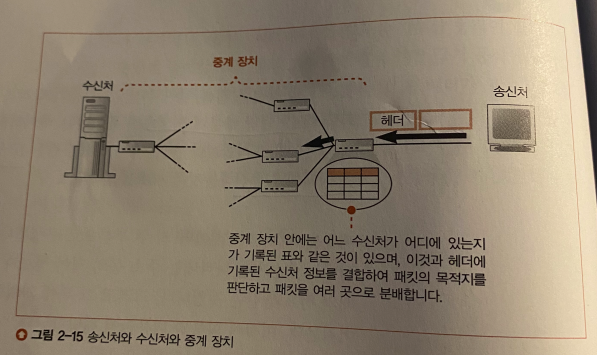 중계 장치
수신처
송신처
헤더
중계 장치 안에는 어느 수신처가 어디에 있는지
가 기록된 표와 같은 것이 있으며, 이것과 헤더에
기록된 수신처 정보를 결합하여 패킷의 목적지를
판단하고 패킷을 여러 곳으로 분배합니다.
그림 2-15 송신처와 수신처와 중계 장치